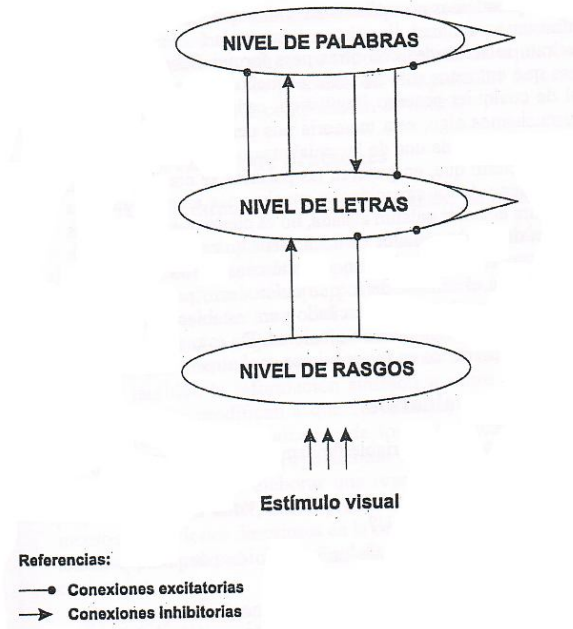 NIVEL DE PALABRAS
NIVEL DE LETRAS
NIVEL DE RASGOS
Estímulo visual
Referencias:
Conexiones excitatorias
Conexiones Inhibitorias